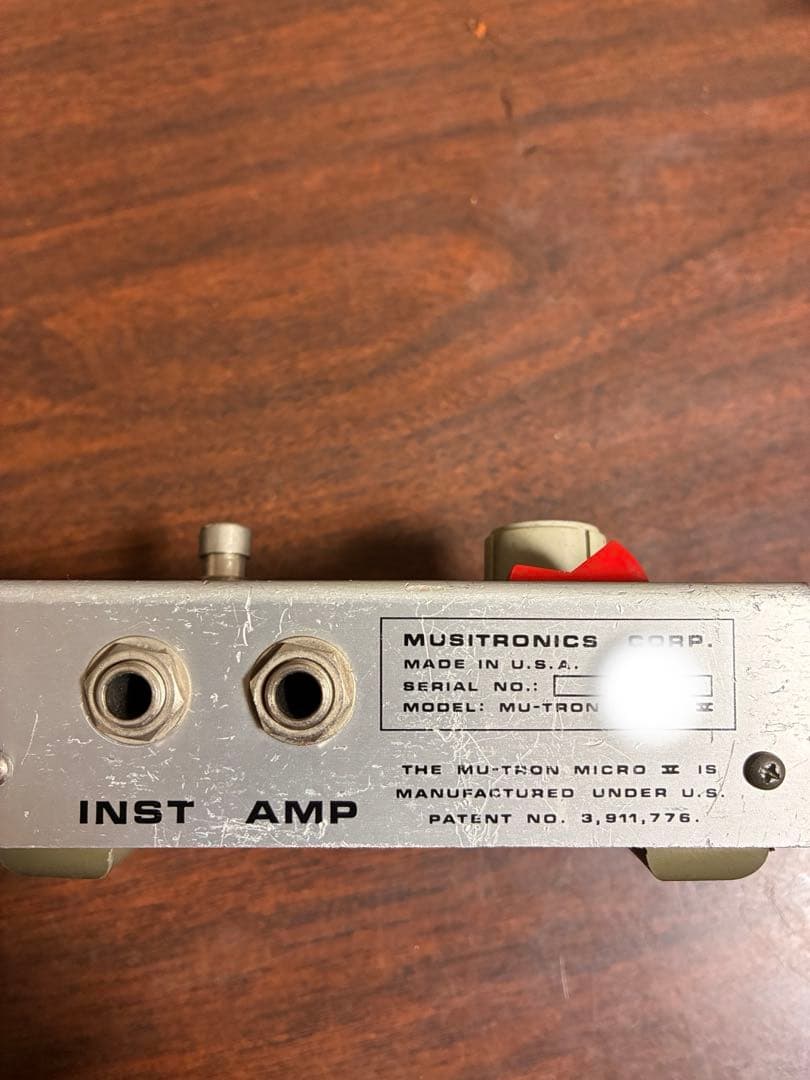 MUSITRONICS CORP.
MADE IN U.S.A.
SERIAL NO.:
MODEL: MU-TRON V
THE MU-TRON MICRO V IS
MANUFACTURED UNDER U.S.
PATENT NO. 3,911,776.
INST AMP